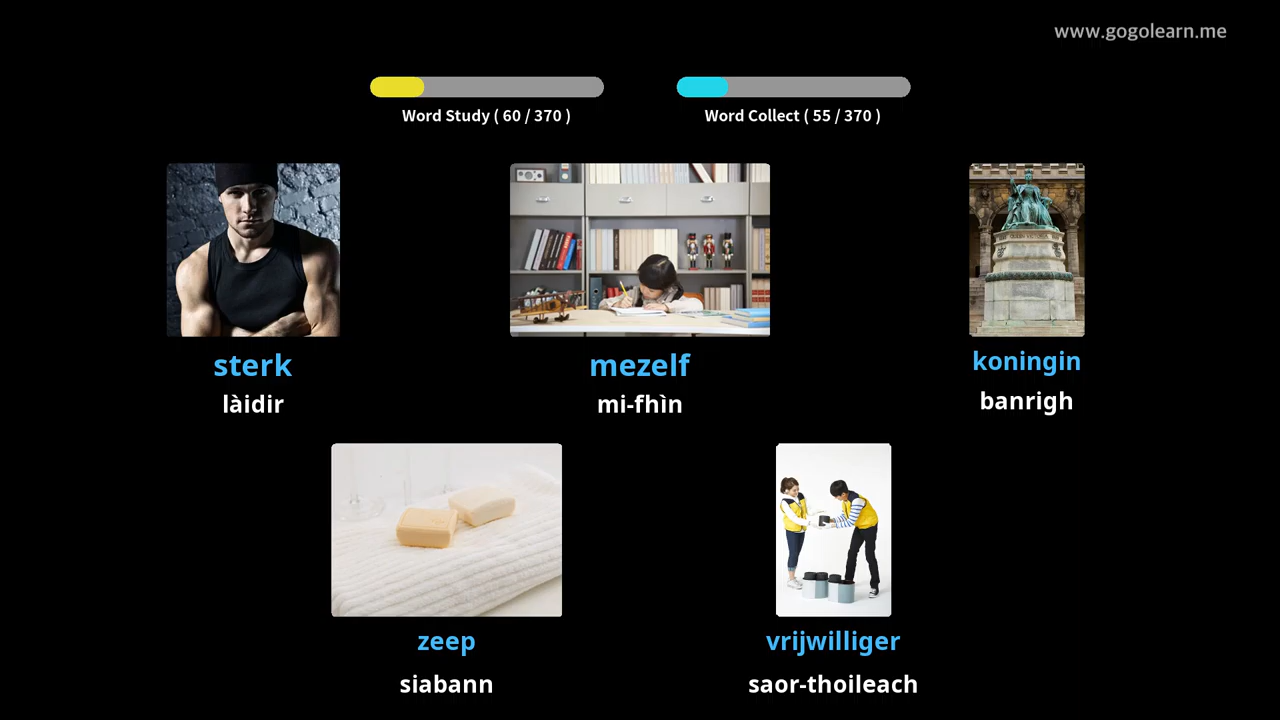 www.gogolearn.me
Word Study ( 60 / 370 )
Word Collect ( 55 / 370 )
sterk
làidir
mezelf
mi-fhìn
koningin
banrigh
zeep
siabann
vrijwilliger
saor-thoileach